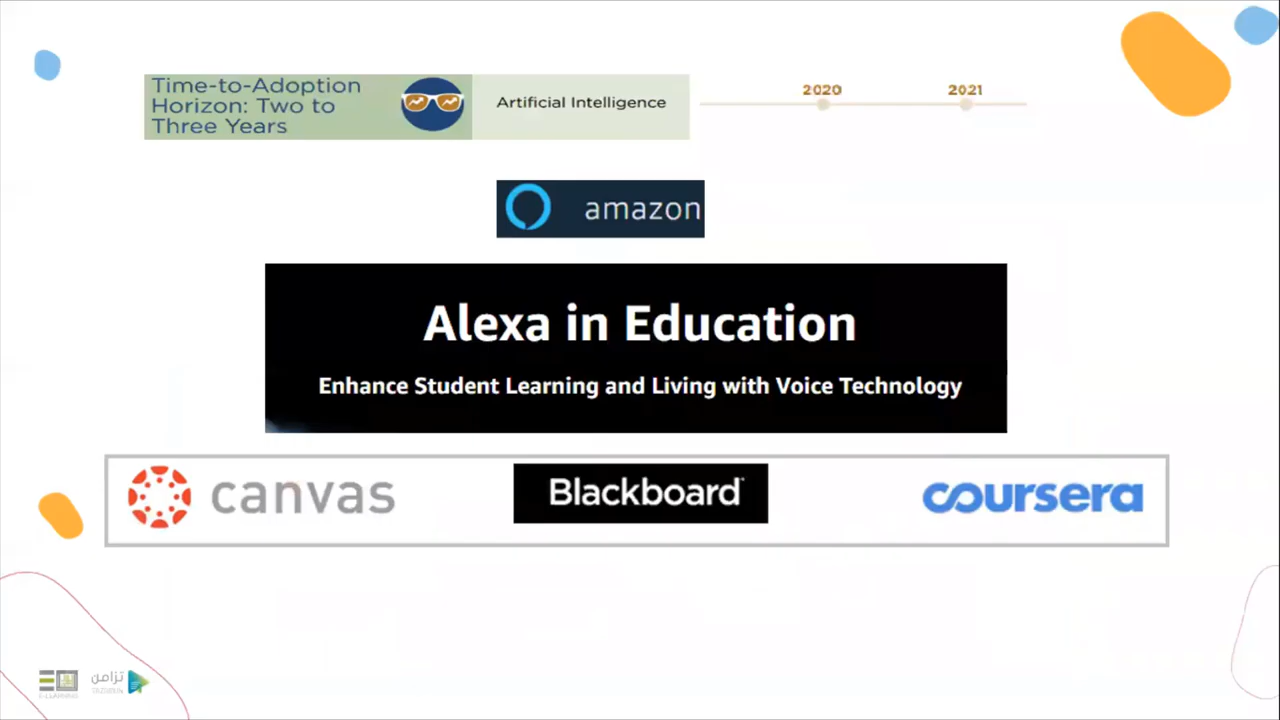 Time-to-Adoption
Horizon: Two to
Three Years
Artificial Intelligence
2020
2021
amazon
Alexa in Education
Enhance Student Learning and Living with Voice Technology
canvas
Blackboard
coursera
تزامن
E-LEARNING